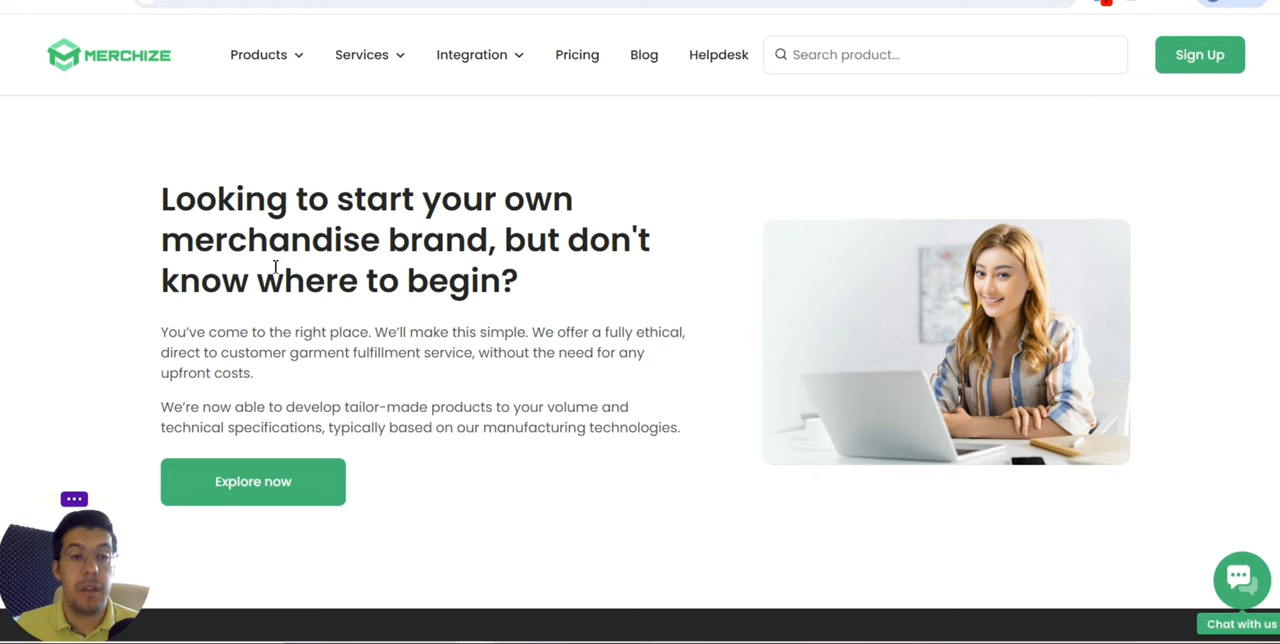 MERCHIZE
Products
Services
Integration
Pricing
Blog
Helpdesk
Search product...
Sign Up
Looking to start your own
merchandise brand, but don't
know where to begin?
You've come to the right place. We'll make this simple. We offer a fully ethical,
direct to customer garment fulfillment service, without the need for any
upfront costs.
We're now able to develop tailor-made products to your volume and
technical specifications, typically based on our manufacturing technologies.
Explore now
Chat with us